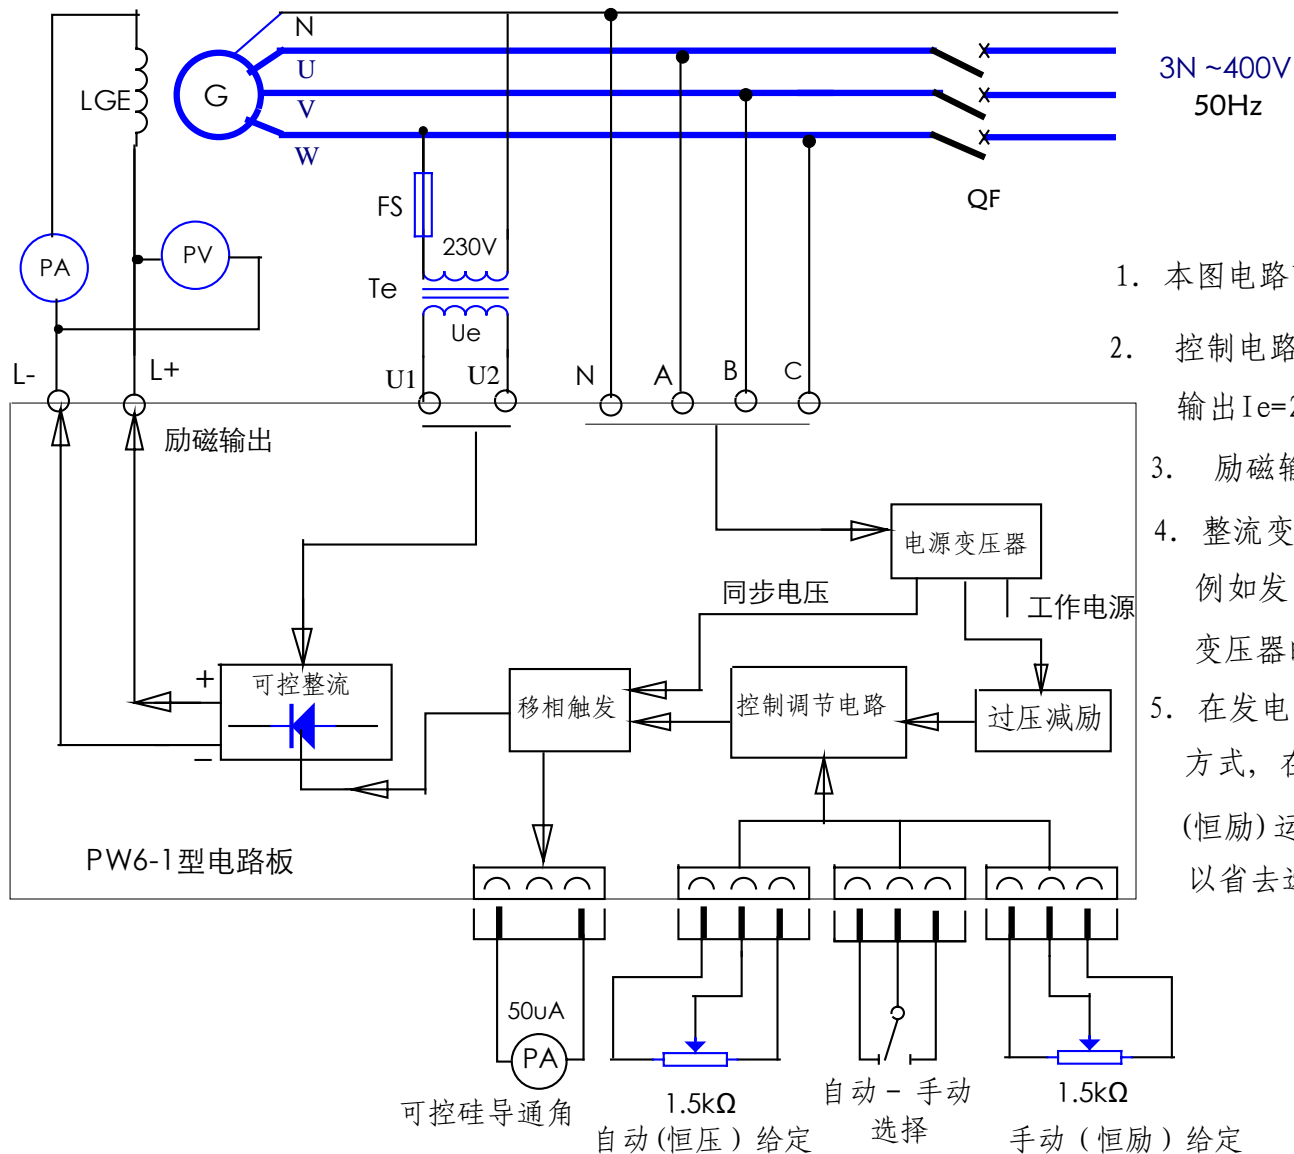 N
U
LGE
G
V
W
3N ~400V
50Hz
QF
FS
230V
PA
PV
Te
Ue
L-
L+
U1
U2
N
A
B
C
励磁输出
1. 本图电路
2. 控制电路
输出Ie=2
3. 励磁输
4. 整流变
例如发
变压器
5. 在发电
方式，在
(恒励)运
以省去
电源变压器
同步电压
工作电源
+
可控整流
−
移相触发
控制调节电路
过压减励
PW6-1型电路板
50uA
PA
可控硅导通角
1.5kΩ
自动(恒压）给定
自动 - 手动
选择
1.5kΩ
手动（恒励）给定